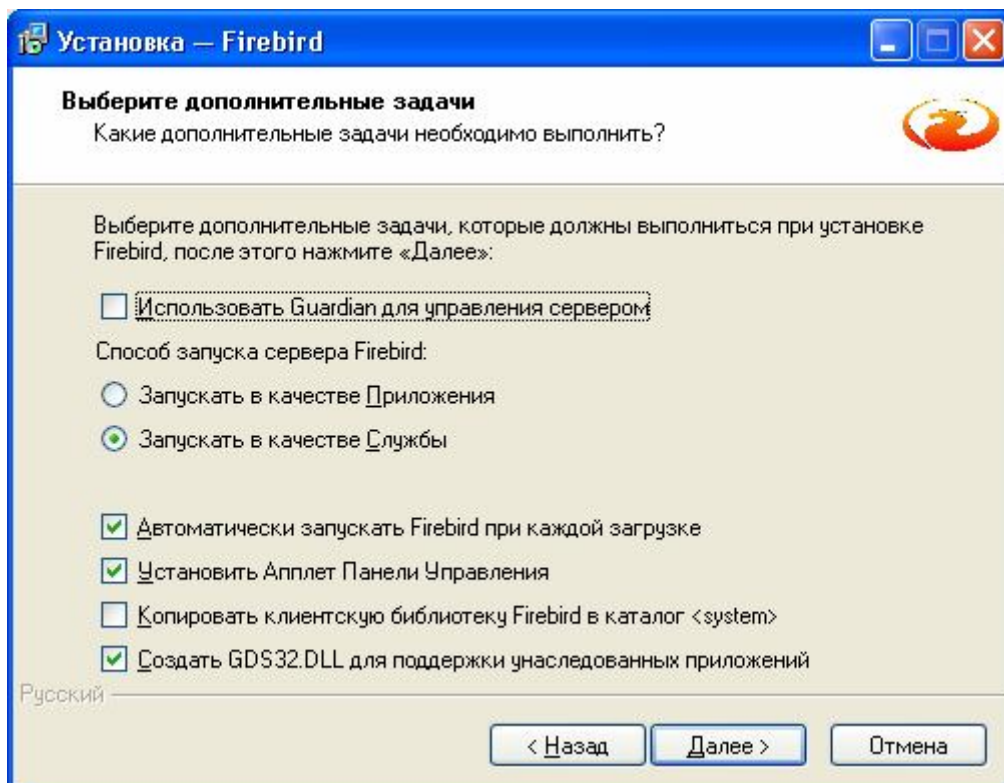 Установка — Firebird
Выберите дополнительные задачи
Какие дополнительные задачи необходимо выполнить?
Выберите дополнительные задачи, которые должны выполниться при установке
Firebird, после этого нажмите «Далее»:
Использовать Guardian для управления сервером
Способ запуска сервера Firebird:
Запускать в качестве Приложения
Запускать в качестве Службы
Автоматически запускать Firebird при каждой загрузке
Установить Апплет Панели Управления
Копировать клиентскую библиотеку Firebird в каталог <system>
Создать GDS32.DLL для поддержки унаследованных приложений
Русский
< Назад Далее > Отмена